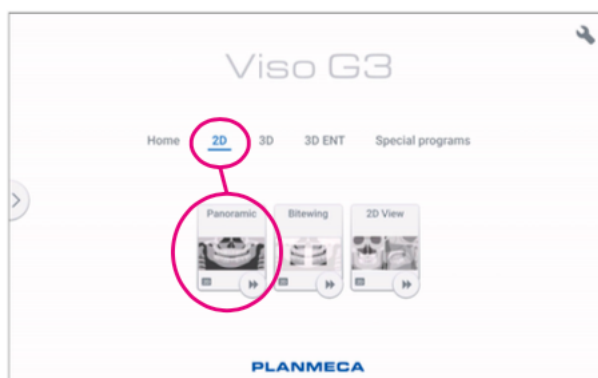 Viso G3
Home 2D 3D 3D ENT Special programs
Panoramic Bitewing 2D View
PLANMECA